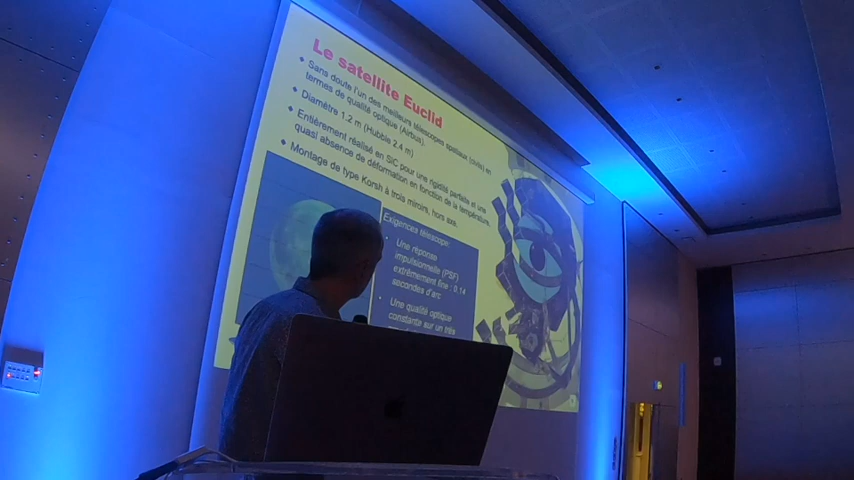 Le satellite Euclid
Sans doute l'un des meilleurs télescopes spatiaux (civils) en
termes de qualité optique (Airbus).
Diamètre 1.2 m (Hubble 2.4 m)
Entièrement réalisé en SiC pour une rigidité parfaite et une
quasi absence de déformation en fonction de la température.
Montage de type Korsh à trois miroirs, hors axe.
Exigences télescope:
Une réponse
impulsionnelle (PSF)
extrêmement fine : 0.14
secondes d'arc
Une qualité optique
constante sur un très